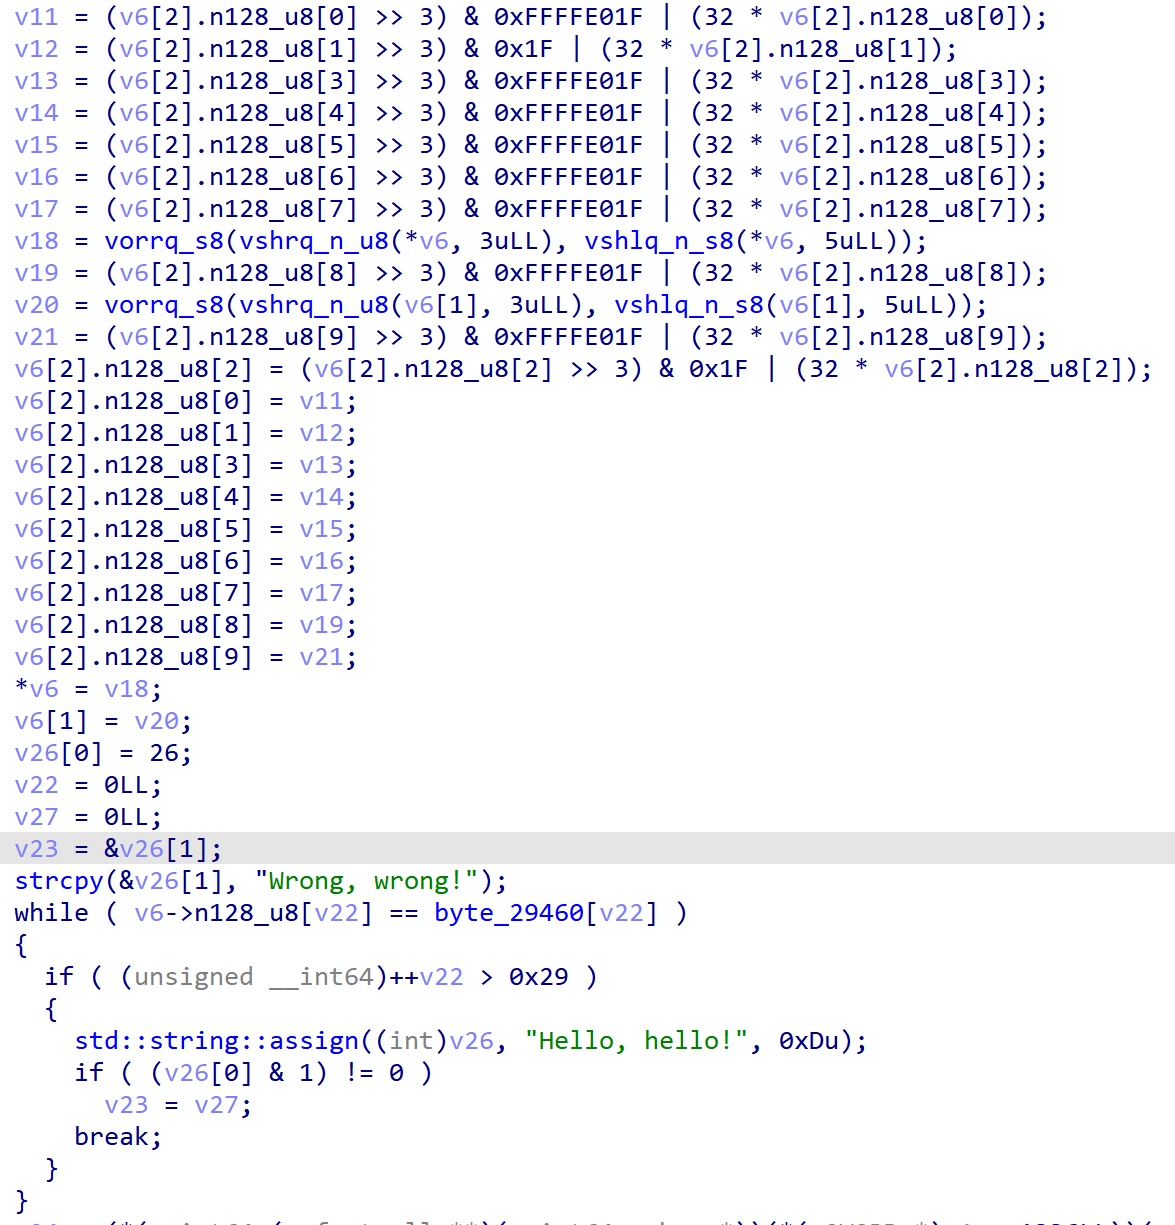 v11 = (v6[2].n128_u8[0] >> 3) & 0xFFFFE01F | (32 * v6[2].n128_u8[0]);
v12 = (v6[2].n128_u8[1] >> 3) & 0x1F | (32 * v6[2].n128_u8[1]);
v13 = (v6[2].n128_u8[3] >> 3) & 0xFFFFE01F | (32 * v6[2].n128_u8[3]);
v14 = (v6[2].n128_u8[4] >> 3) & 0xFFFFE01F | (32 * v6[2].n128_u8[4]);
v15 = (v6[2].n128_u8[5] >> 3) & 0xFFFFE01F | (32 * v6[2].n128_u8[5]);
v16 = (v6[2].n128_u8[6] >> 3) & 0xFFFFE01F | (32 * v6[2].n128_u8[6]);
v17 = (v6[2].n128_u8[7] >> 3) & 0xFFFFE01F | (32 * v6[2].n128_u8[7]);
v18 = vorrq_s8(vshrq_n_u8(*v6, 3uLL), vshlq_n_s8(*v6, 5uLL));
v19 = (v6[2].n128_u8[8] >> 3) & 0xFFFFE01F | (32 * v6[2].n128_u8[8]);
v20 = vorrq_s8(vshrq_n_u8(v6[1], 3uLL), vshlq_n_s8(v6[1], 5uLL));
v21 = (v6[2].n128_u8[9] >> 3) & 0xFFFFE01F | (32 * v6[2].n128_u8[9]);
v6[2].n128_u8[2] = (v6[2].n128_u8[2] >> 3) & 0x1F | (32 * v6[2].n128_u8[2]);
v6[2].n128_u8[0] = v11;
v6[2].n128_u8[1] = v12;
v6[2].n128_u8[3] = v13;
v6[2].n128_u8[4] = v14;
v6[2].n128_u8[5] = v15;
v6[2].n128_u8[6] = v16;
v6[2].n128_u8[7] = v17;
v6[2].n128_u8[8] = v19;
v6[2].n128_u8[9] = v21;
*v6 = v18;
v6[1] = v20;
v26[0] = 26;
v22 = 0LL;
v27 = 0LL;
v23 = &v26[1];
strcpy(&v26[1], "Wrong, wrong!");
while ( v6->n128_u8[v22] == byte_29460[v22] )
{
if ( (unsigned __int64)++v22 > 0x29 )
{
std::string::assign((int)v26, "Hello, hello!", 0xDu);
if ( (v26[0] & 1) != 0 )
v23 = v27;
break;
}
}